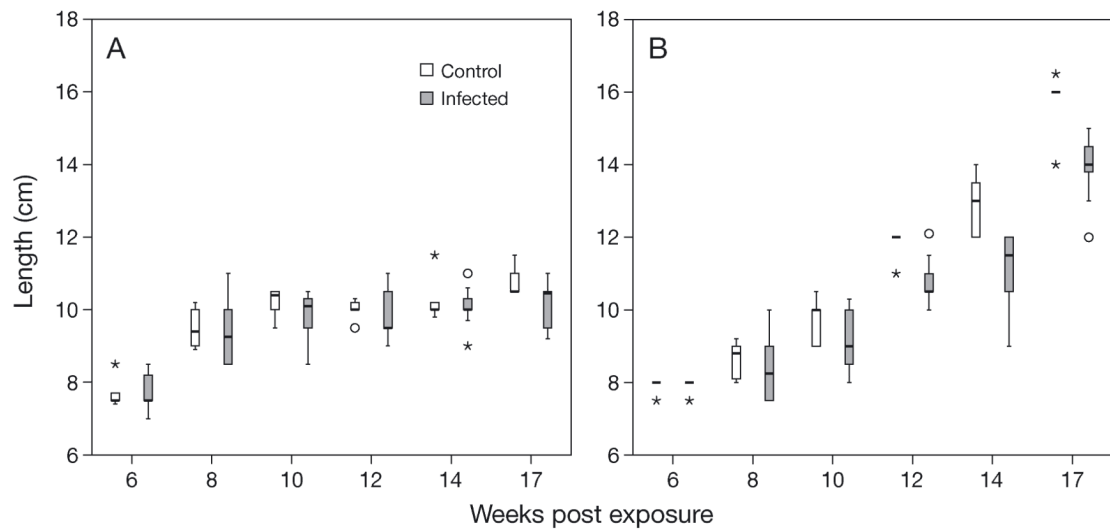 18 18
A B
Control
16 16
Infected
14 14
Length (cm)
12 12
10 10
8 8
6 6
6 8 10 12 14 17 6 8 10 12 14 17
Weeks post exposure